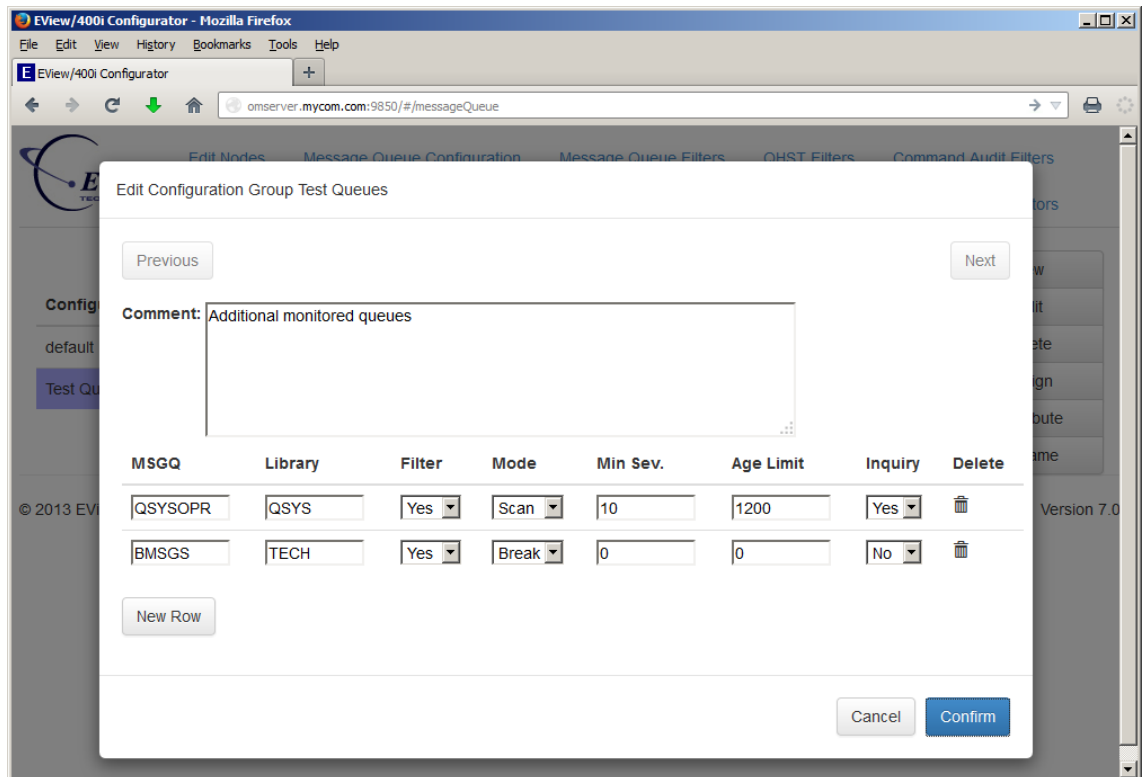 EView/400i Configurator - Mozilla Firefox
File Edit View History Bookmarks Tools Help
E EView/400i Configurator +
omserver.mycom.com:9850/#/messageQueue
Edit Nodes Message Queue Configuration Message Queue Filters QHST Filters Command Audit Filters
E
TEC
tors
Edit Configuration Group Test Queues
Previous Next
w
Comment: Additional monitored queues
Config
dit
default
ete
Test Qu
ign
bute
ame
MSGQ Library Filter Mode Min Sev. Age Limit Inquiry Delete
© 2013 EVi
QSYSOPR QSYS Yes Scan 10 1200 Yes
Version 7.0
BMSGS TECH Yes Break 0 0 No
New Row
Cancel Confirm